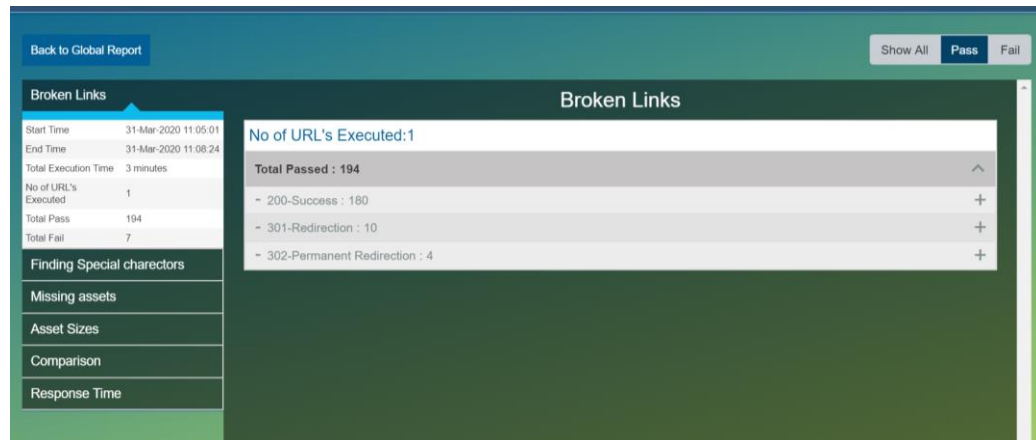 Back to Global Report
Show All Pass Fail
Broken Links
Start Time 31-Mar-2020 11:05:01
End Time 31-Mar-2020 11:08:24
Total Execution Time 3 minutes
No of URL's
Executed 1
Total Pass 194
Total Fail 7
Finding Special charectors
Missing assets
Asset Sizes
Comparison
Response Time
Broken Links
No of URL's Executed:1
Total Passed : 194
- 200-Success : 180
- 301-Redirection : 10
- 302-Permanent Redirection : 4